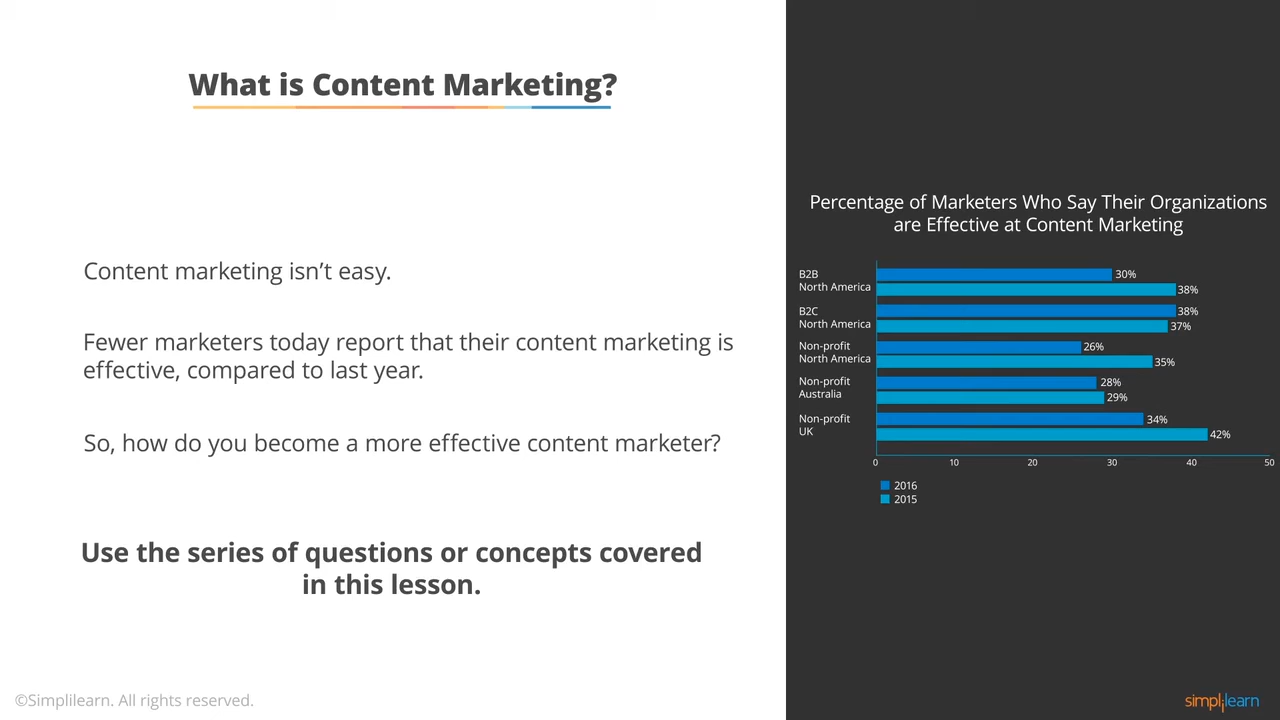 What is Content Marketing?
Content marketing isn’t easy.
Fewer marketers today report that their content marketing is
effective, compared to last year.
So, how do you become a more effective content marketer?
Use the series of questions or concepts covered
in this lesson.
©Simplilearn. All rights reserved.
Percentage of Marketers Who Say Their Organizations
are Effective at Content Marketing
B2B
North America
30%
38%
B2C
North America
38%
37%
Non-profit
North America
26%
35%
Non-profit
Australia
28%
29%
Non-profit
UK
34%
42%
0 10 20 30 40 50
2016
2015
simplilearn